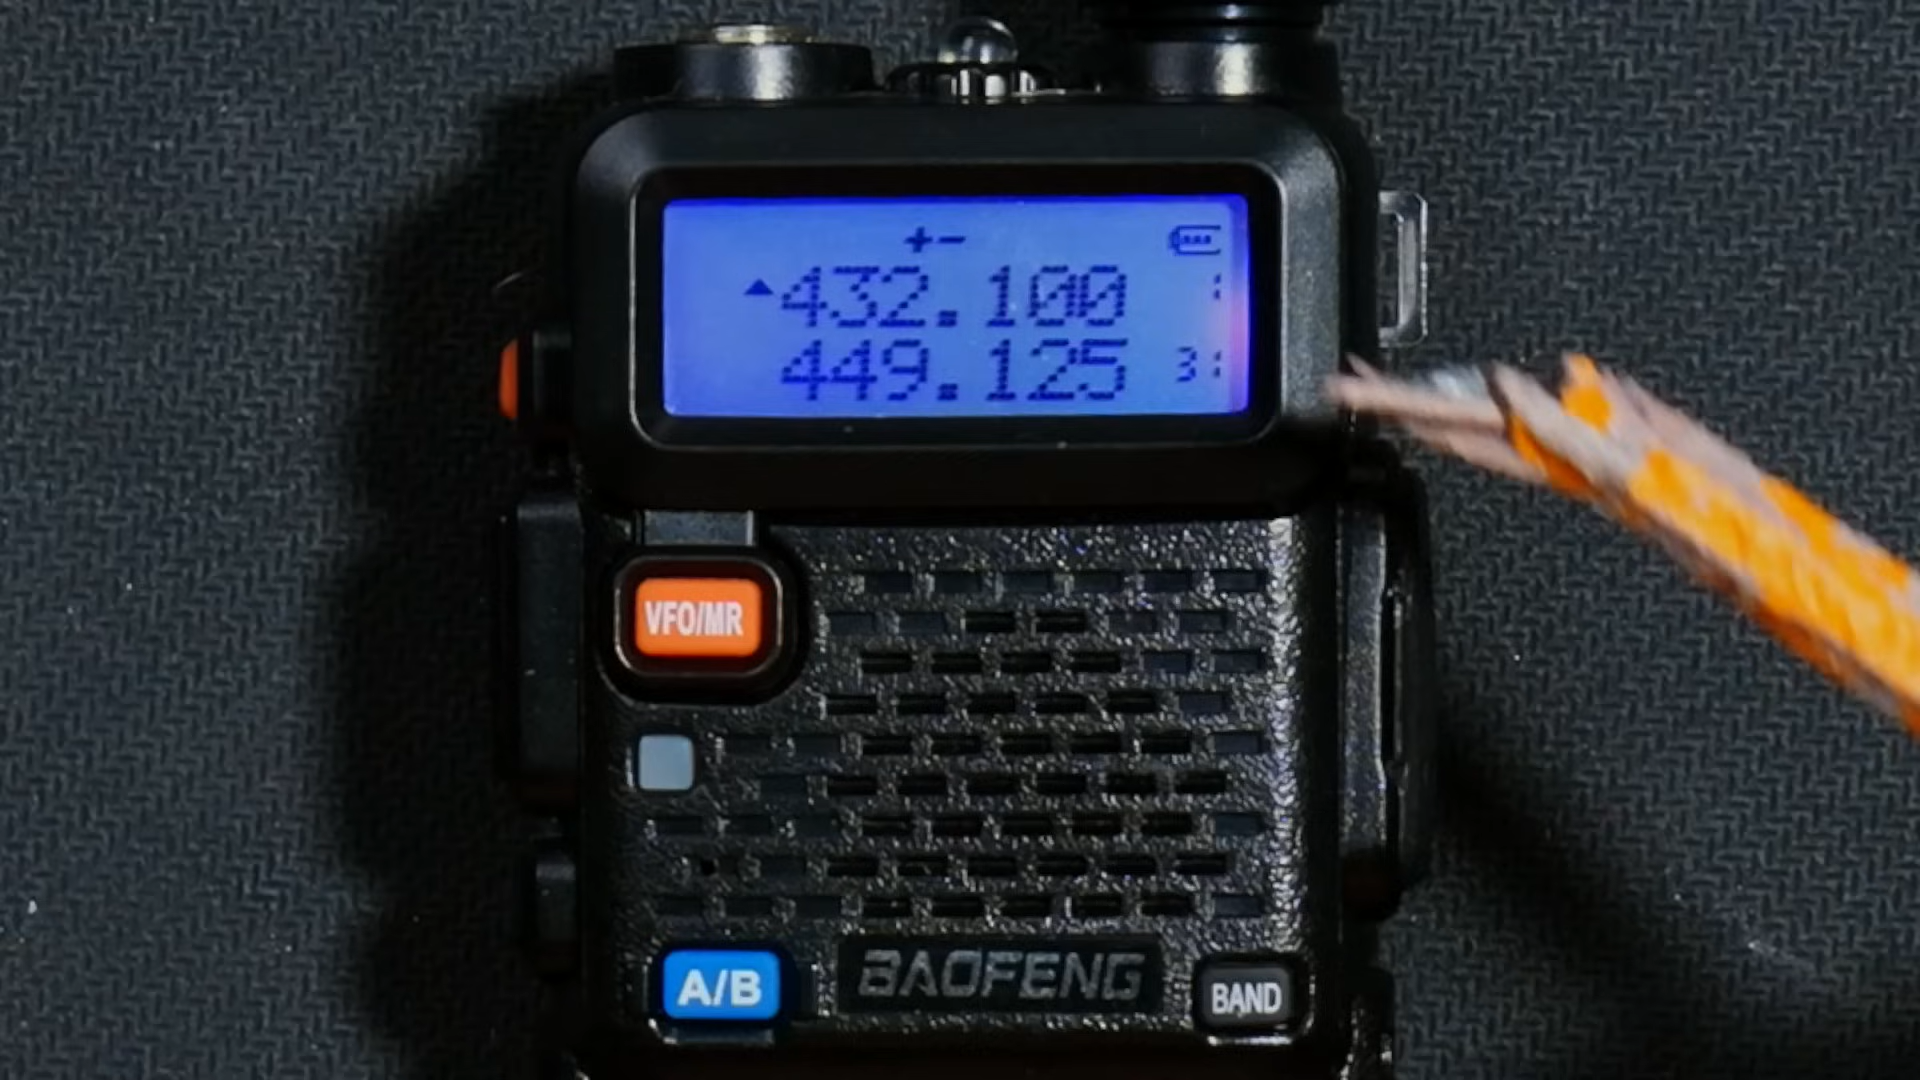 +-
▲432.100
449.125
VFO/MR
A/B
BAOFENG
BAND